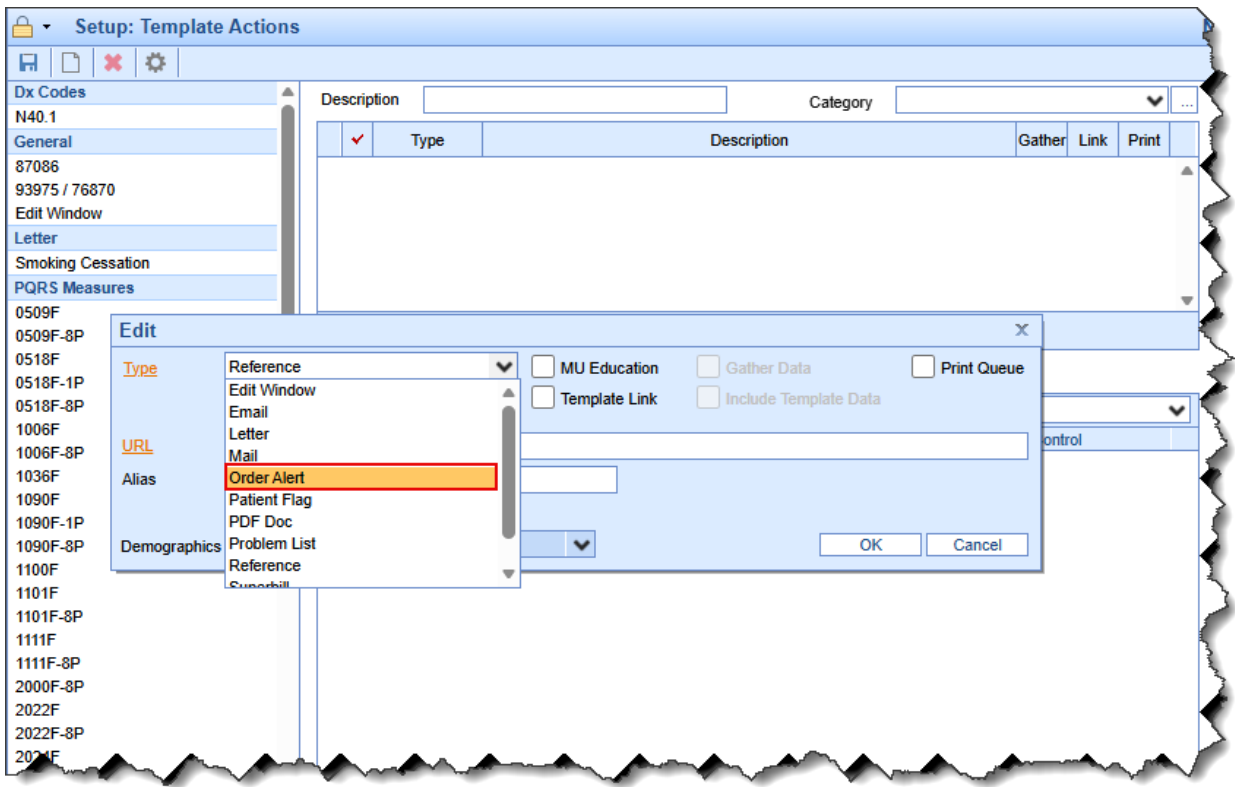 Setup: Template Actions
Dx Codes
N40.1
General
87086
93975 / 76870
Edit Window
Letter
Smoking Cessation
PQRS Measures
0509F
0509F-8P
0518F
0518F-1P
0518F-8P
1006F
1006F-8P
1036F
1090F
1090F-1P
1090F-8P
1100F
1101F
1101F-8P
1111F
1111F-8P
2000F-8P
2022F
2022F-8P
Description
Category
...
Type Description Gather Link Print
Edit
Type Reference MU Education Gather Data Print Queue
Template Link Include Template Data
URL
Alias
Demographics
Edit Window
Email
Letter
Mail
Order Alert
Patient Flag
PDF Doc
Problem List
Reference
Superbill
OK Cancel